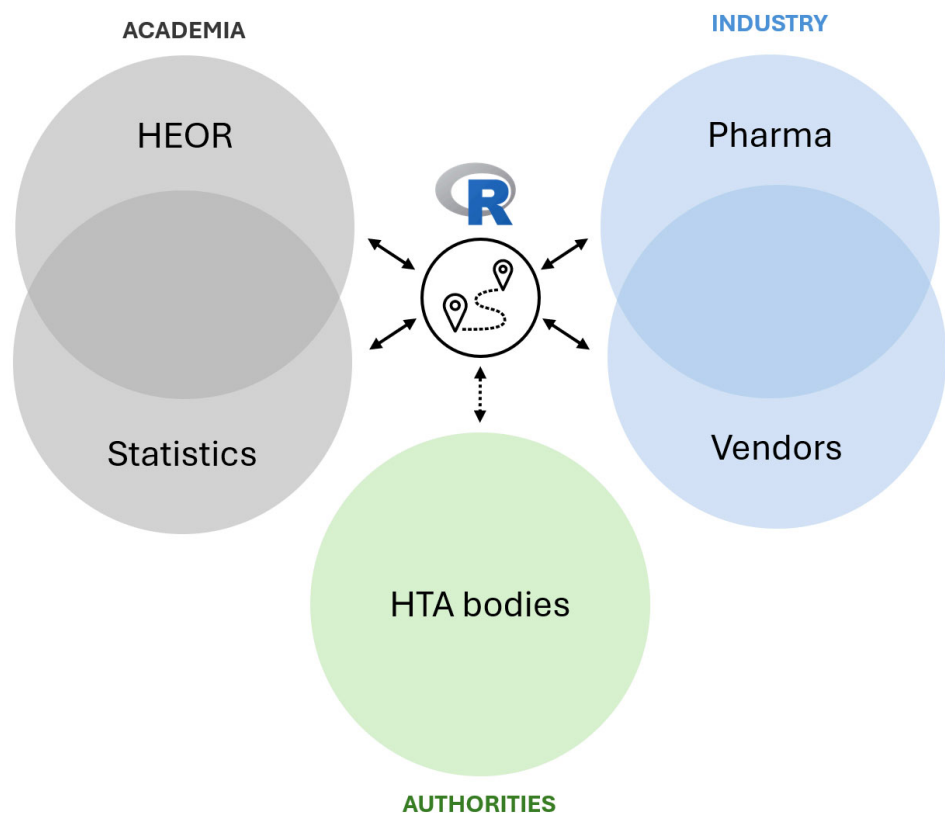 ACADEMIA
INDUSTRY
HEOR
Pharma
R
Statistics
Vendors
HTA bodies
AUTHORITIES